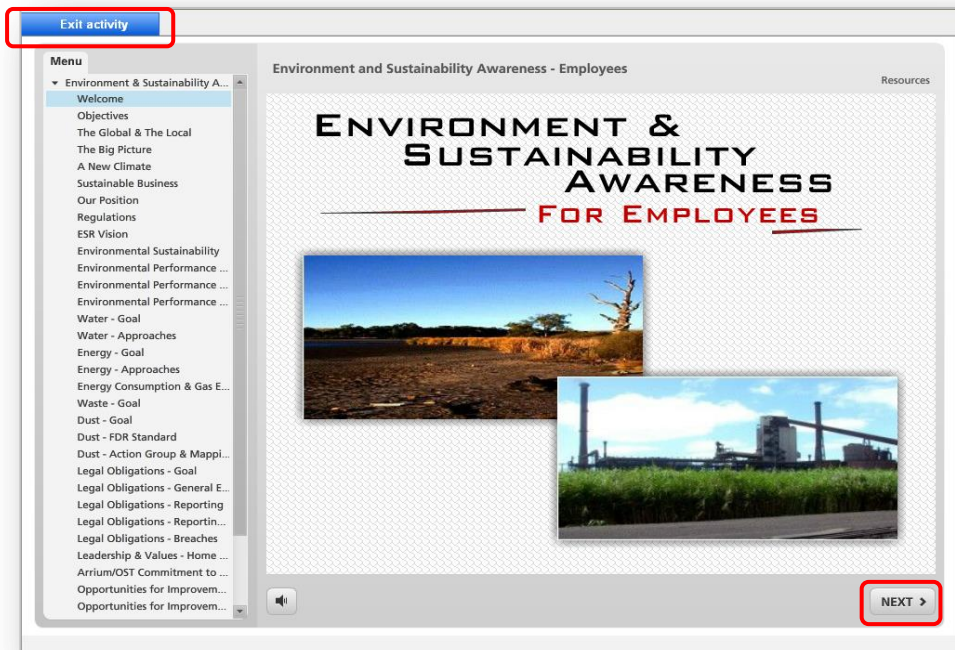 Exit activity
Menu
Environment & Sustainability A...
Welcome
Objectives
The Global & The Local
The Big Picture
A New Climate
Sustainable Business
Our Position
Regulations
ESR Vision
Environmental Sustainability
Environmental Performance ...
Environmental Performance ...
Environmental Performance ...
Water - Goal
Water - Approaches
Energy - Goal
Energy - Approaches
Energy Consumption & Gas E...
Waste - Goal
Dust - Goal
Dust - FDR Standard
Dust - Action Group & Mappi...
Legal Obligations - Goal
Legal Obligations - General E...
Legal Obligations - Reporting
Legal Obligations - Reportin...
Legal Obligations - Breaches
Leadership & Values - Home ...
Arrium/OST Commitment to ...
Opportunities for Improvem...
Opportunities for Improvem...
Environment and Sustainability Awareness - Employees
Resources
ENVIRONMENT &
SUSTAINABILITY
AWARENESS
FOR EMPLOYEES
NEXT >